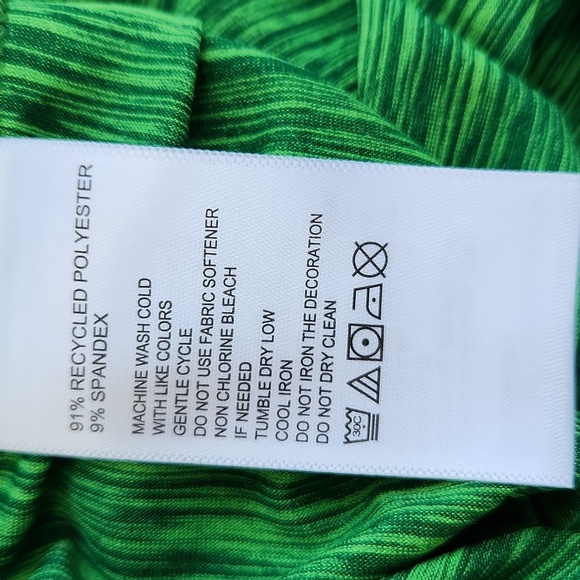 91% RECYCLED POLYESTER
9% SPANDEX
MACHINE WASH COLD
WITH LIKE COLORS
GENTLE CYCLE
DO NOT USE FABRIC SOFTENER
NON CHLORINE BLEACH
IF NEEDED
TUMBLE DRY LOW
COOL IRON
DO NOT IRON THE DECORATION
DO NOT DRY CLEAN
30C